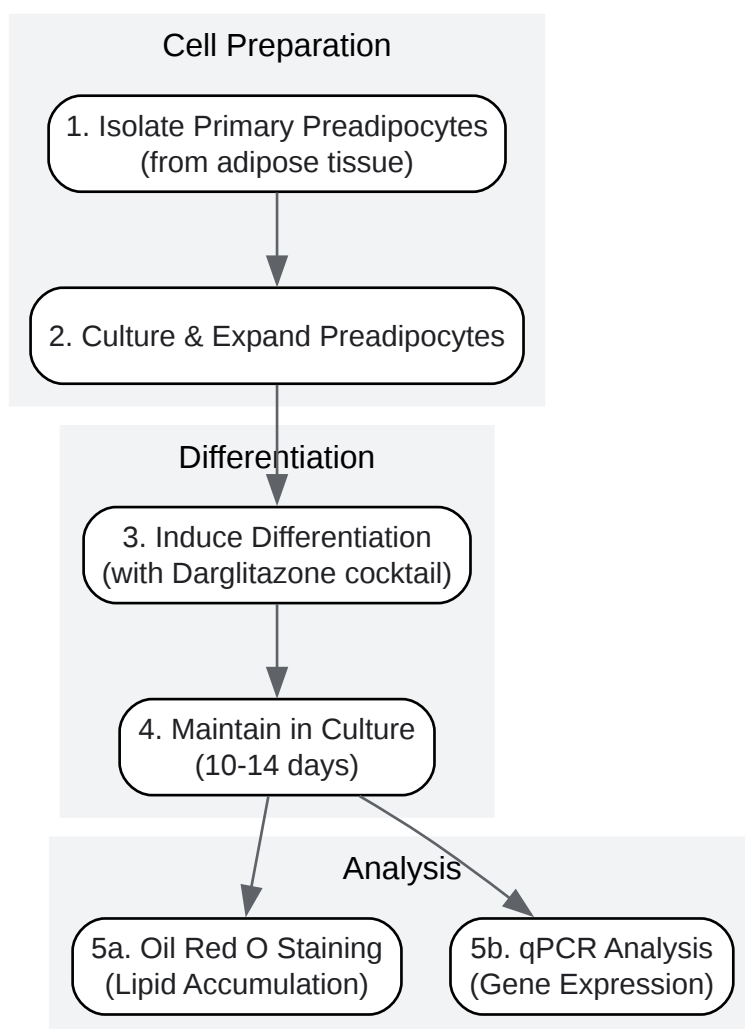 Cell Preparation
1. Isolate Primary Preadipocytes
(from adipose tissue)
2. Culture & Expand Preadipocytes
Differentiation
3. Induce Differentiation
(with Darglitazone cocktail)
4. Maintain in Culture
(10-14 days)
Analysis
5a. Oil Red O Staining
(Lipid Accumulation)
5b. qPCR Analysis
(Gene Expression)